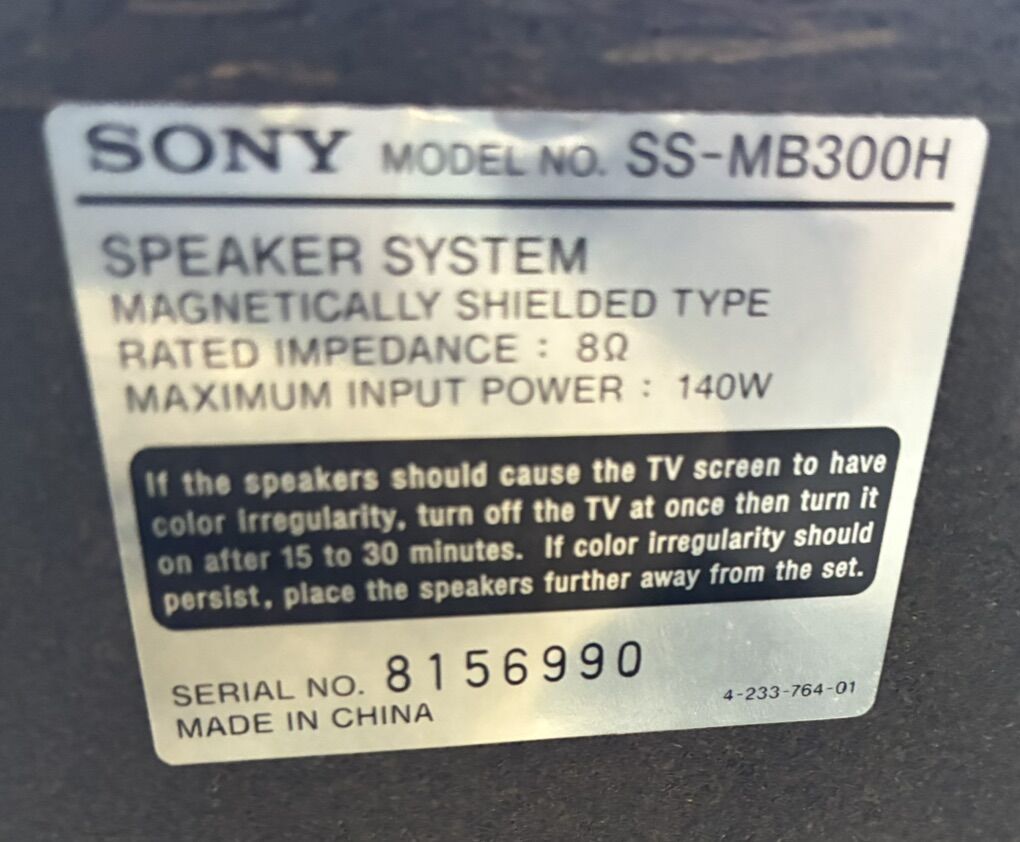 SONY MODEL NO. SS-MB300H
SPEAKER SYSTEM
MAGNETICALLY SHIELDED TYPE
RATED IMPEDANCE : 8Ω
MAXIMUM INPUT POWER : 140W
If the speakers should cause the TV screen to have
color irregularity, turn off the TV at once then turn it
on after 15 to 30 minutes. If color irregularity should
persist, place the speakers further away from the set.
SERIAL NO. 8156990
4-233-764-01
MADE IN CHINA